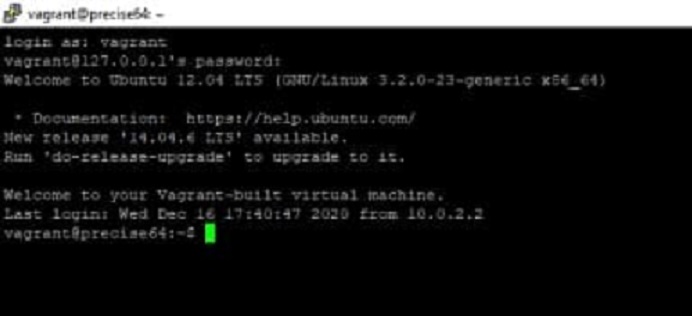 vagrant@precise64: ~
login as: vagrant
vagrant@127.0.0.1's password:
Welcome to Ubuntu 12.04 LTS (GNU/Linux 3.2.0-23-generic x86_64)
* Documentation:  https://help.ubuntu.com/
New release '14.04.6 LTS' available.
Run 'do-release-upgrade' to upgrade to it.
Welcome to your Vagrant-built virtual machine.
Last login: Wed Dec 16 17:40:47 2020 from 10.0.2.2
vagrant@precise64:~$